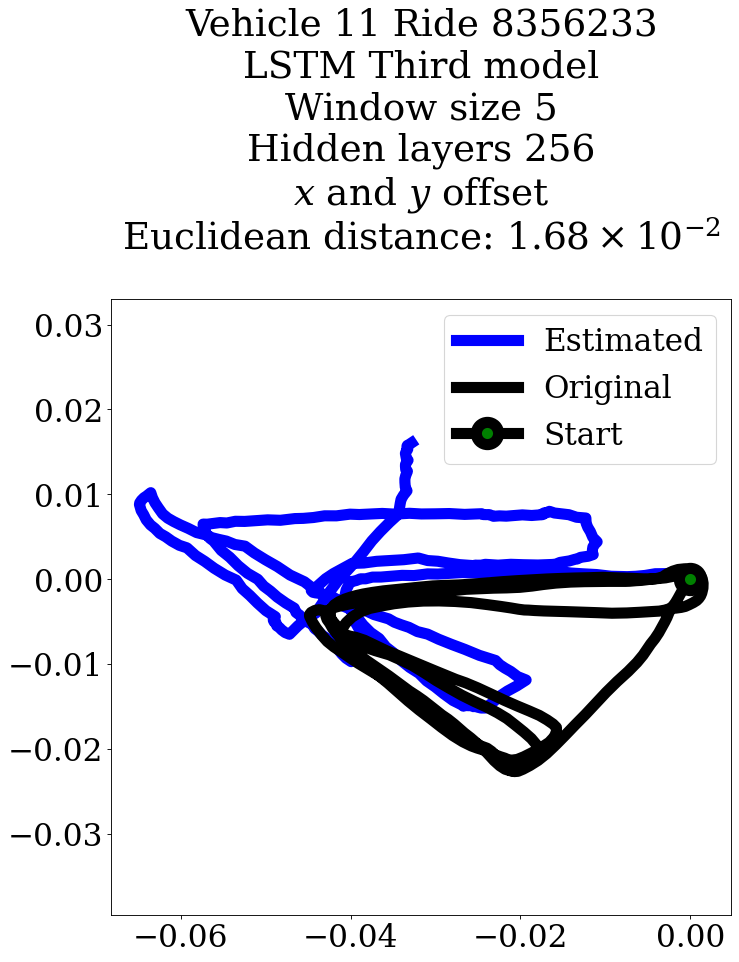 Vehicle 11 Ride 8356233
LSTM Third model
Window size 5
Hidden layers 256
x and y offset
Euclidean distance: 1.68 × 10⁻²
Estimated
Original
Start
0.03
0.02
0.01
0.00
−0.01
−0.02
−0.03
−0.06
−0.04
−0.02
0.00